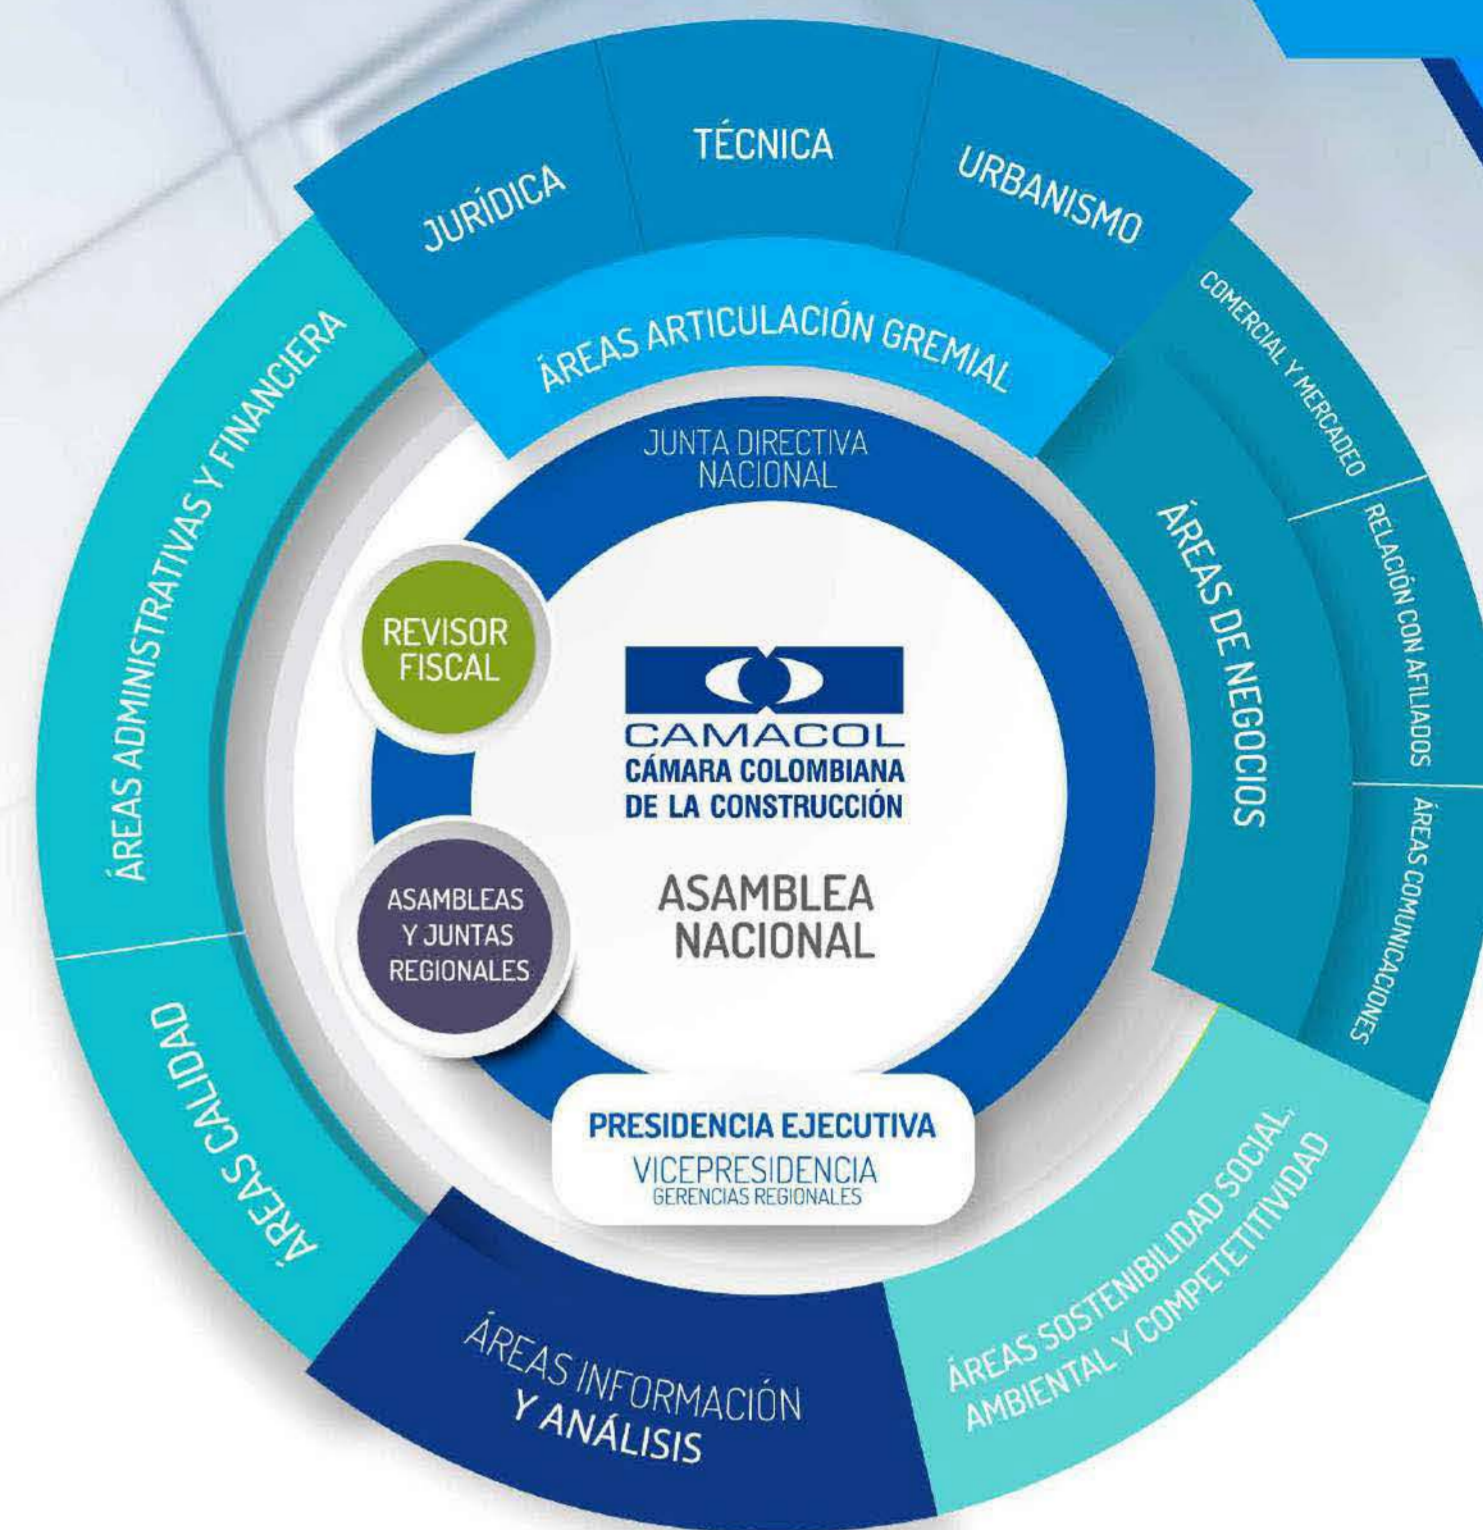 JURÍDICA
TÉCNICA
URBANISMO
ÁREAS ARTICULACIÓN GREMIAL
COMERCIAL Y MERCADEO
RELACIÓN CON AFILIADOS
ÁREAS COMUNICACIONES
ÁREAS DE NEGOCIOS
ÁREAS ADMINISTRATIVAS Y FINANCIERA
ÁREAS CALIDAD
JUNTA DIRECTIVA
NACIONAL
REVISOR
FISCAL
ASAMBLEAS
Y JUNTAS
REGIONALES
CAMACOL
CÁMARA COLOMBIANA
DE LA CONSTRUCCIÓN
ASAMBLEA
NACIONAL
PRESIDENCIA EJECUTIVA
VICEPRESIDENCIA
GERENCIAS REGIONALES
ÁREAS INFORMACIÓN
Y ANÁLISIS
ÁREAS SOSTENIBILIDAD SOCIAL,
AMBIENTAL Y COMPETETITIVIDAD